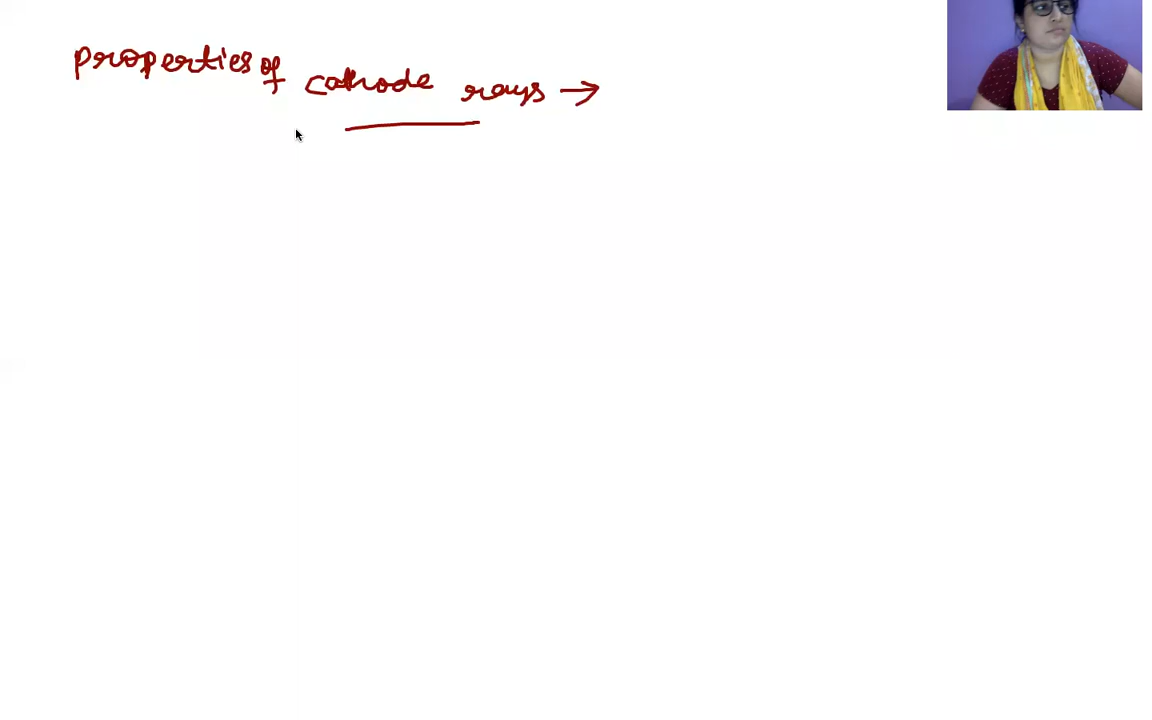 properties of cathode rays →